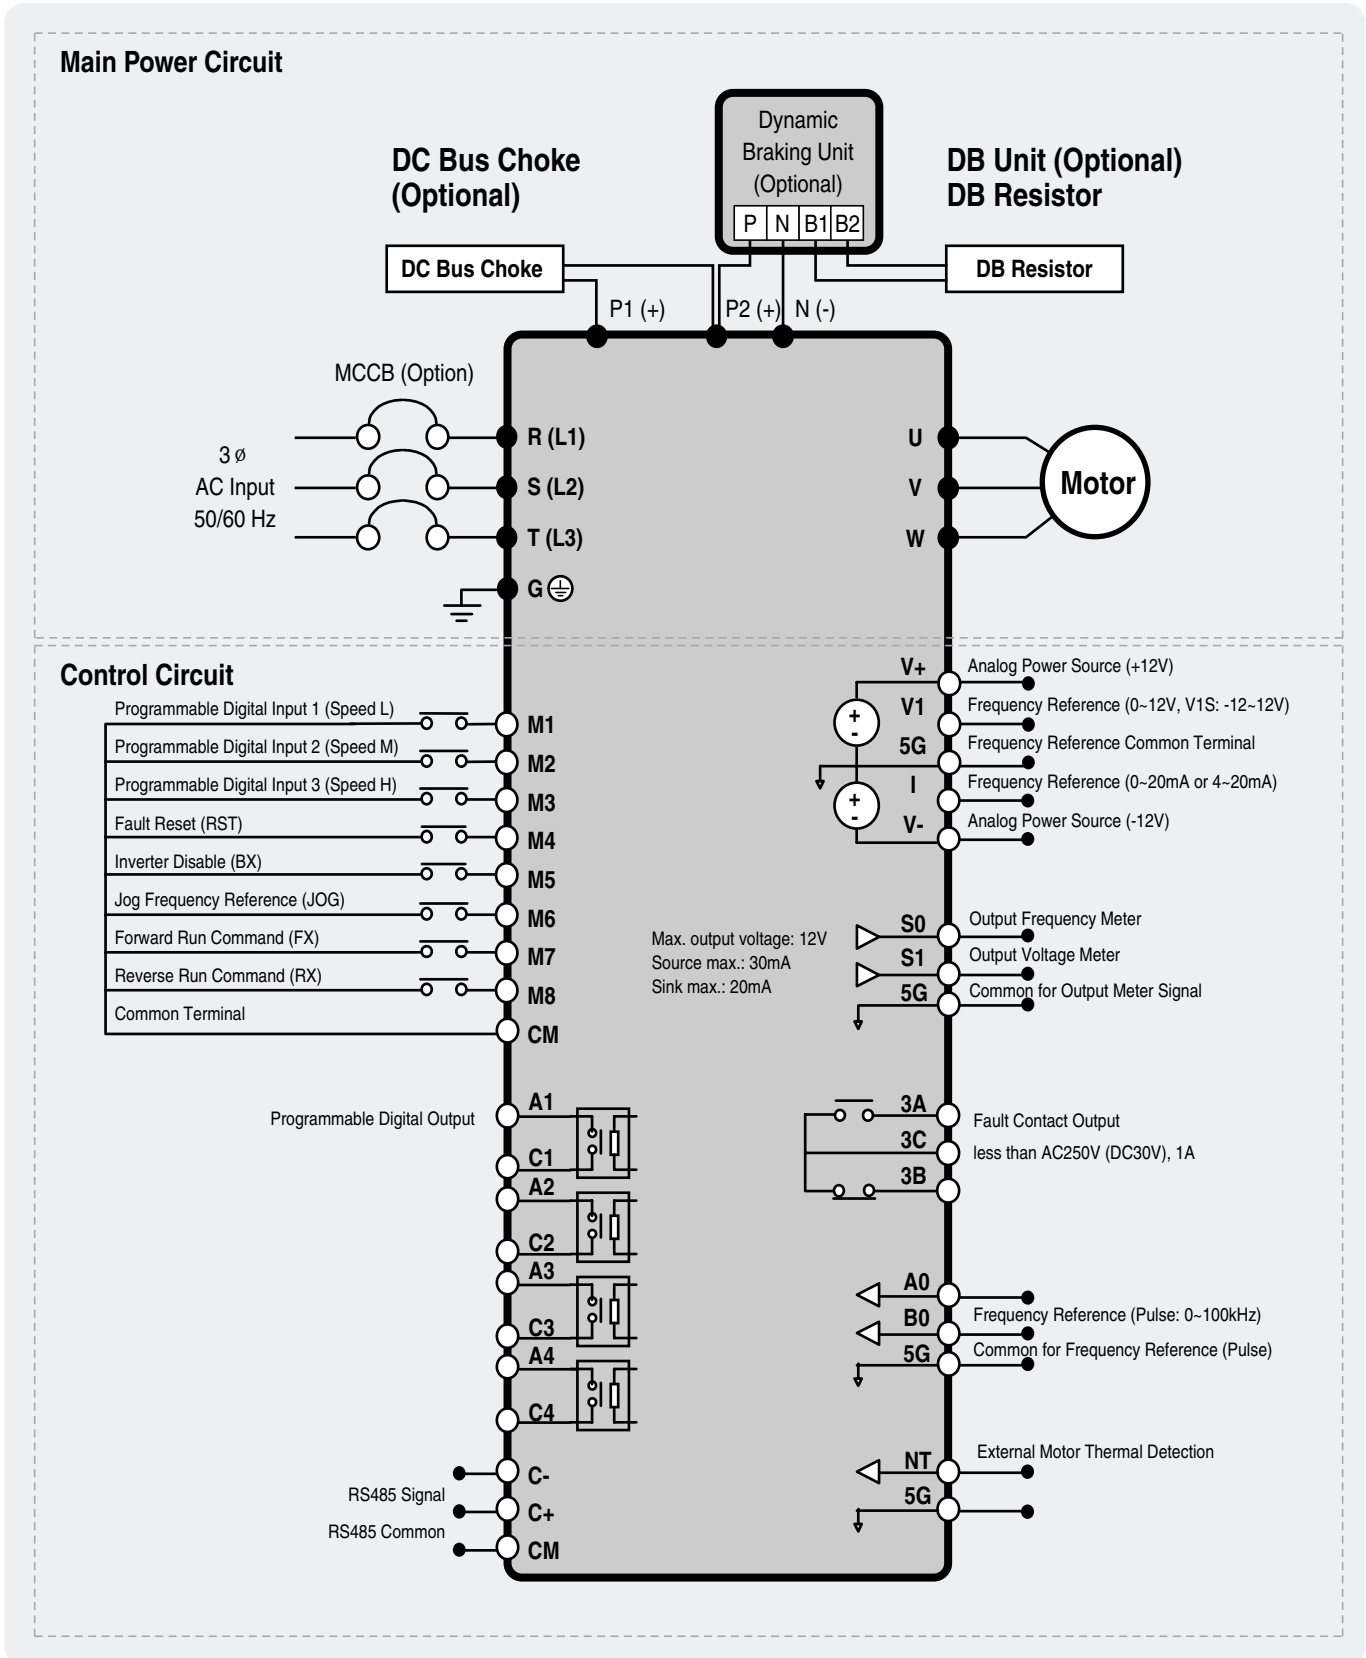 Main Power Circuit
Dynamic
Braking Unit
(Optional)
P N B1 B2
DC Bus Choke
(Optional)
DB Unit (Optional)
DB Resistor
DC Bus Choke
DB Resistor
P1 (+)
P2 (+)
N (-)
MCCB (Option)
3 ø
AC Input
50/60 Hz
R (L1)
S (L2)
T (L3)
G
U
V
W
Motor
Control Circuit
Programmable Digital Input 1 (Speed L)
M1
Programmable Digital Input 2 (Speed M)
M2
Programmable Digital Input 3 (Speed H)
M3
Fault Reset (RST)
M4
Inverter Disable (BX)
M5
Jog Frequency Reference (JOG)
M6
Forward Run Command (FX)
M7
Reverse Run Command (RX)
M8
Common Terminal
CM
Programmable Digital Output
A1
C1
A2
C2
A3
C3
A4
C4
RS485 Signal
RS485 Common
C-
C+
CM
V+
Analog Power Source (+12V)
V1
Frequency Reference (0~12V, V1S: -12~12V)
5G
Frequency Reference Common Terminal
I
Frequency Reference (0~20mA or 4~20mA)
V-
Analog Power Source (-12V)
+
-
+
-
Max. output voltage: 12V
Source max.: 30mA
Sink max.: 20mA
S0
Output Frequency Meter
S1
Output Voltage Meter
5G
Common for Output Meter Signal
3A
Fault Contact Output
3C
less than AC250V (DC30V), 1A
3B
A0
B0
Frequency Reference (Pulse: 0~100kHz)
5G
Common for Frequency Reference (Pulse)
NT
External Motor Thermal Detection
5G